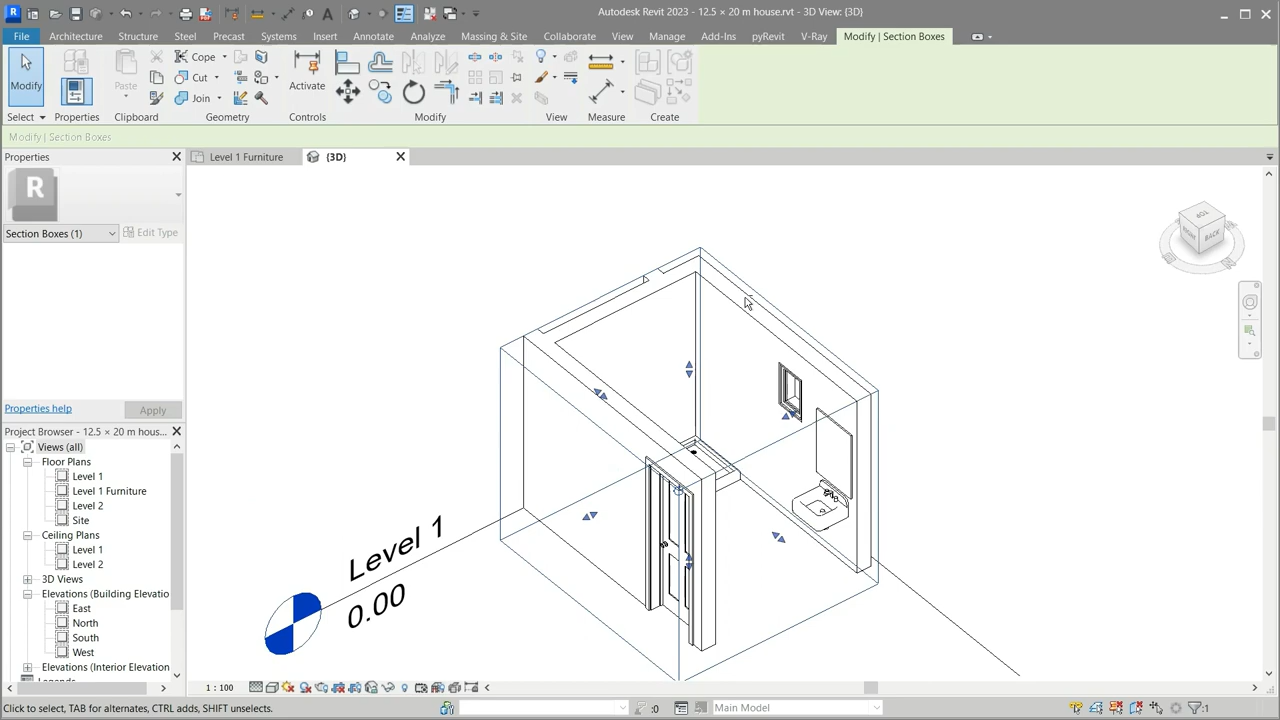 Autodesk Revit 2023 - 12.5 × 20 m house.rvt - 3D View: {3D}
File Architecture Structure Steel Precast Systems Insert Annotate Analyze Massing & Site Collaborate View Manage Add-Ins pyRevit V-Ray Modify | Section Boxes
Modify
Paste
Cope
Cut
Join
Activate
Select Properties Clipboard Geometry Controls Modify View Measure Create
Modify | Section Boxes
Properties
Level 1 Furniture
{3D}
R
Section Boxes (1)
Edit Type
Properties help
Apply
Project Browser - 12.5 × 20 m hous...
Views (all)
Floor Plans
Level 1
Level 1 Furniture
Level 2
Site
Ceiling Plans
Level 1
Level 2
3D Views
Elevations (Building Elevatio
East
North
South
West
Elevations (Interior Elevation
TOP
BACK
Level 1
0.00
1 : 100
Click to select, TAB for alternates, CTRL adds, SHIFT unselects.
:0
Main Model
:1